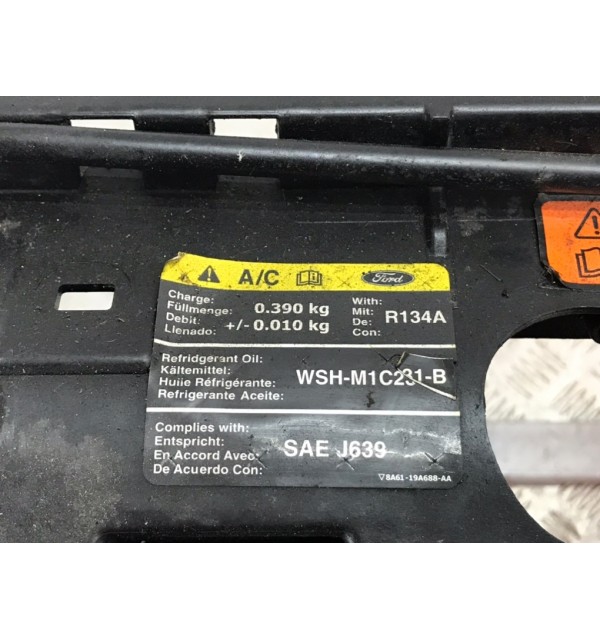 A/C Ford
Charge:
Füllmenge: 0.390 kg
Debit: +/- 0.010 kg
Llenado:
With:
Mit: R134A
De:
Con:
Refridgerant Oil:
Kältemittel:
Huile Réfrigérante: WSH-M1C231-B
Refrigerante Aceite:
Complies with:
Entspricht: SAE J639
En Accord Avec:
De Acuerdo Con:
8A61-19A688-AA